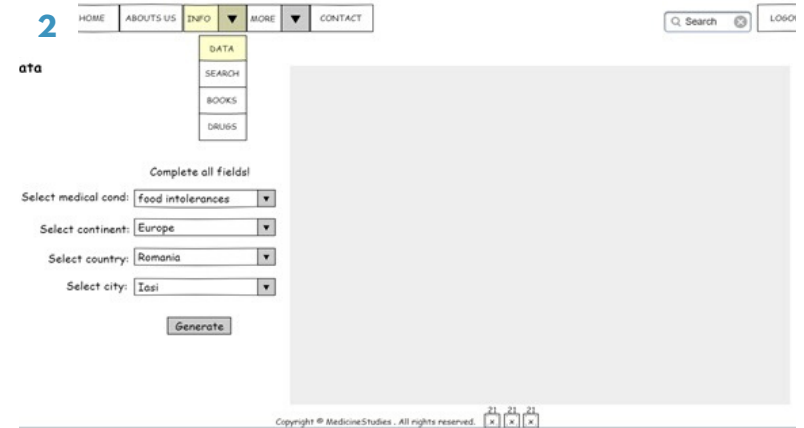 2
HOME ABOUTS US INFO ▼ MORE ▼ CONTACT Search LOGO
DATA
ata
SEARCH
BOOKS
DRUGS
Complete all fields!
Select medical cond: food intolerances ▼
Select continent: Europe ▼
Select country: Romania ▼
Select city: Iasi ▼
Generate
21 21 21
Copyright © MedicineStudies . All rights reserved. x x x